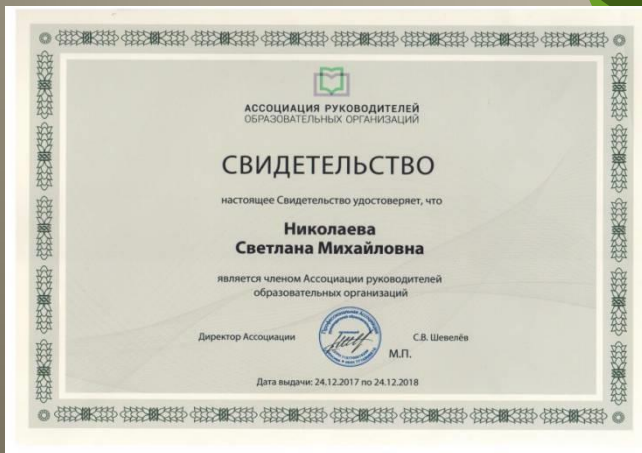 АССОЦИАЦИЯ РУКОВОДИТЕЛЕЙ
ОБРАЗОВАТЕЛЬНЫХ ОРГАНИЗАЦИЙ
СВИДЕТЕЛЬСТВО
настоящее Свидетельство удостоверяет, что
Николаева
Светлана Михайловна
является членом Ассоциации руководителей
образовательных организаций
Директор Ассоциации
С.В. Шевелёв
М.П.
Дата выдачи: 24.12.2017 по 24.12.2018